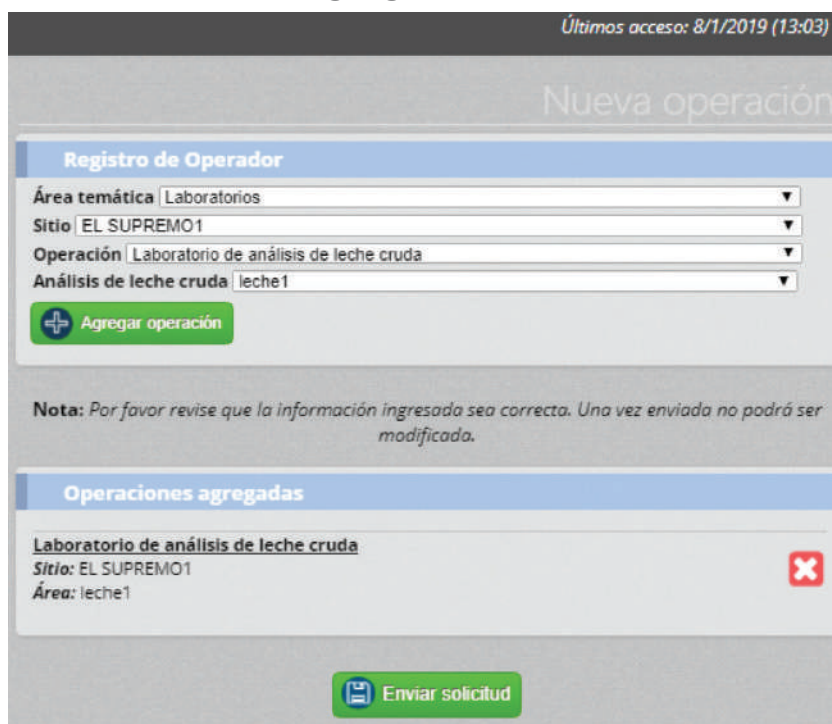 Últimos acceso: 8/1/2019 (13:03)
Nueva operación
Registro de Operador
Área temática Laboratorios
Sitio EL SUPREMO1
Operación Laboratorio de análisis de leche cruda
Análisis de leche cruda leche1
Agregar operación
Nota: Por favor revise que la información ingresada sea correcta. Una vez enviada no podrá ser
modificada.
Operaciones agregadas
Laboratorio de análisis de leche cruda
Sitio: EL SUPREMO1
Área: leche1
Enviar solicitud